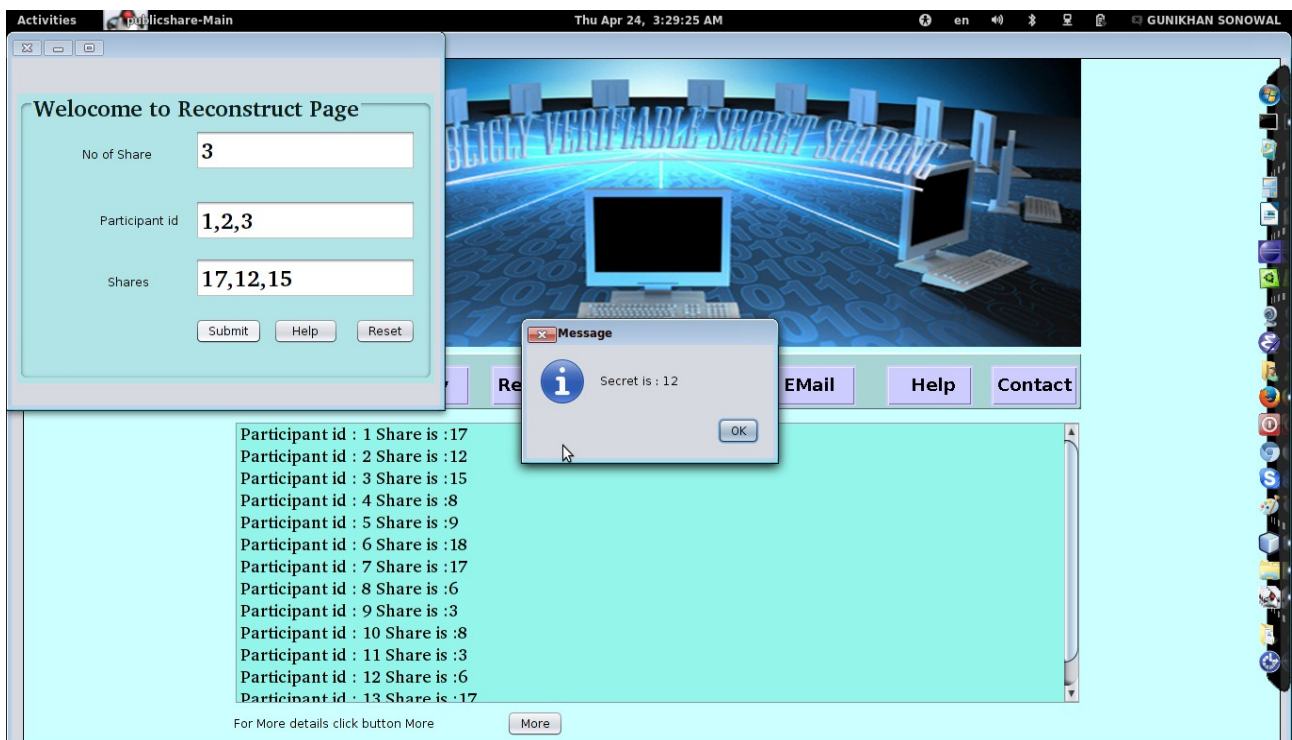 Activities publicshare-Main Thu Apr 24, 3:29:25 AM en GUNIKHAN SONOWAL
Welocome to Reconstruct Page
No of Share 3
Participant id 1,2,3
Shares 17,12,15
Submit Help Reset
PUBLICLY VERIFIABLE SECRET SHARING
Message
Secret is : 12
OK
EMail Help Contact
Participant id : 1 Share is :17
Participant id : 2 Share is :12
Participant id : 3 Share is :15
Participant id : 4 Share is :8
Participant id : 5 Share is :9
Participant id : 6 Share is :18
Participant id : 7 Share is :17
Participant id : 8 Share is :6
Participant id : 9 Share is :3
Participant id : 10 Share is :8
Participant id : 11 Share is :3
Participant id : 12 Share is :6
Participant id : 13 Share is :17
For More details click button More More